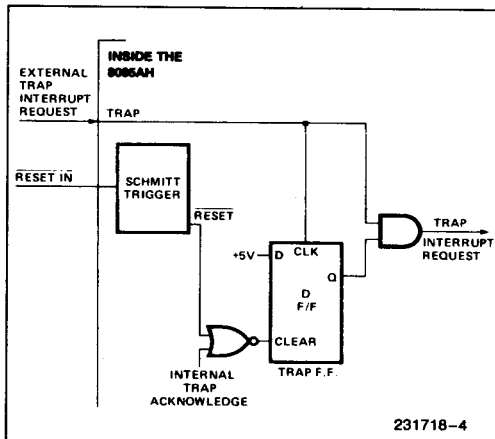 INSIDE THE
8085AH
EXTERNAL
TRAP
INTERRUPT
REQUEST
TRAP
RESET IN
SCHMITT
TRIGGER
RESET
TRAP
INTERRUPT
REQUEST
+5V
D
CLK
Q
D
F/F
CLEAR
TRAP F.F.
INTERNAL
TRAP
ACKNOWLEDGE
231718-4